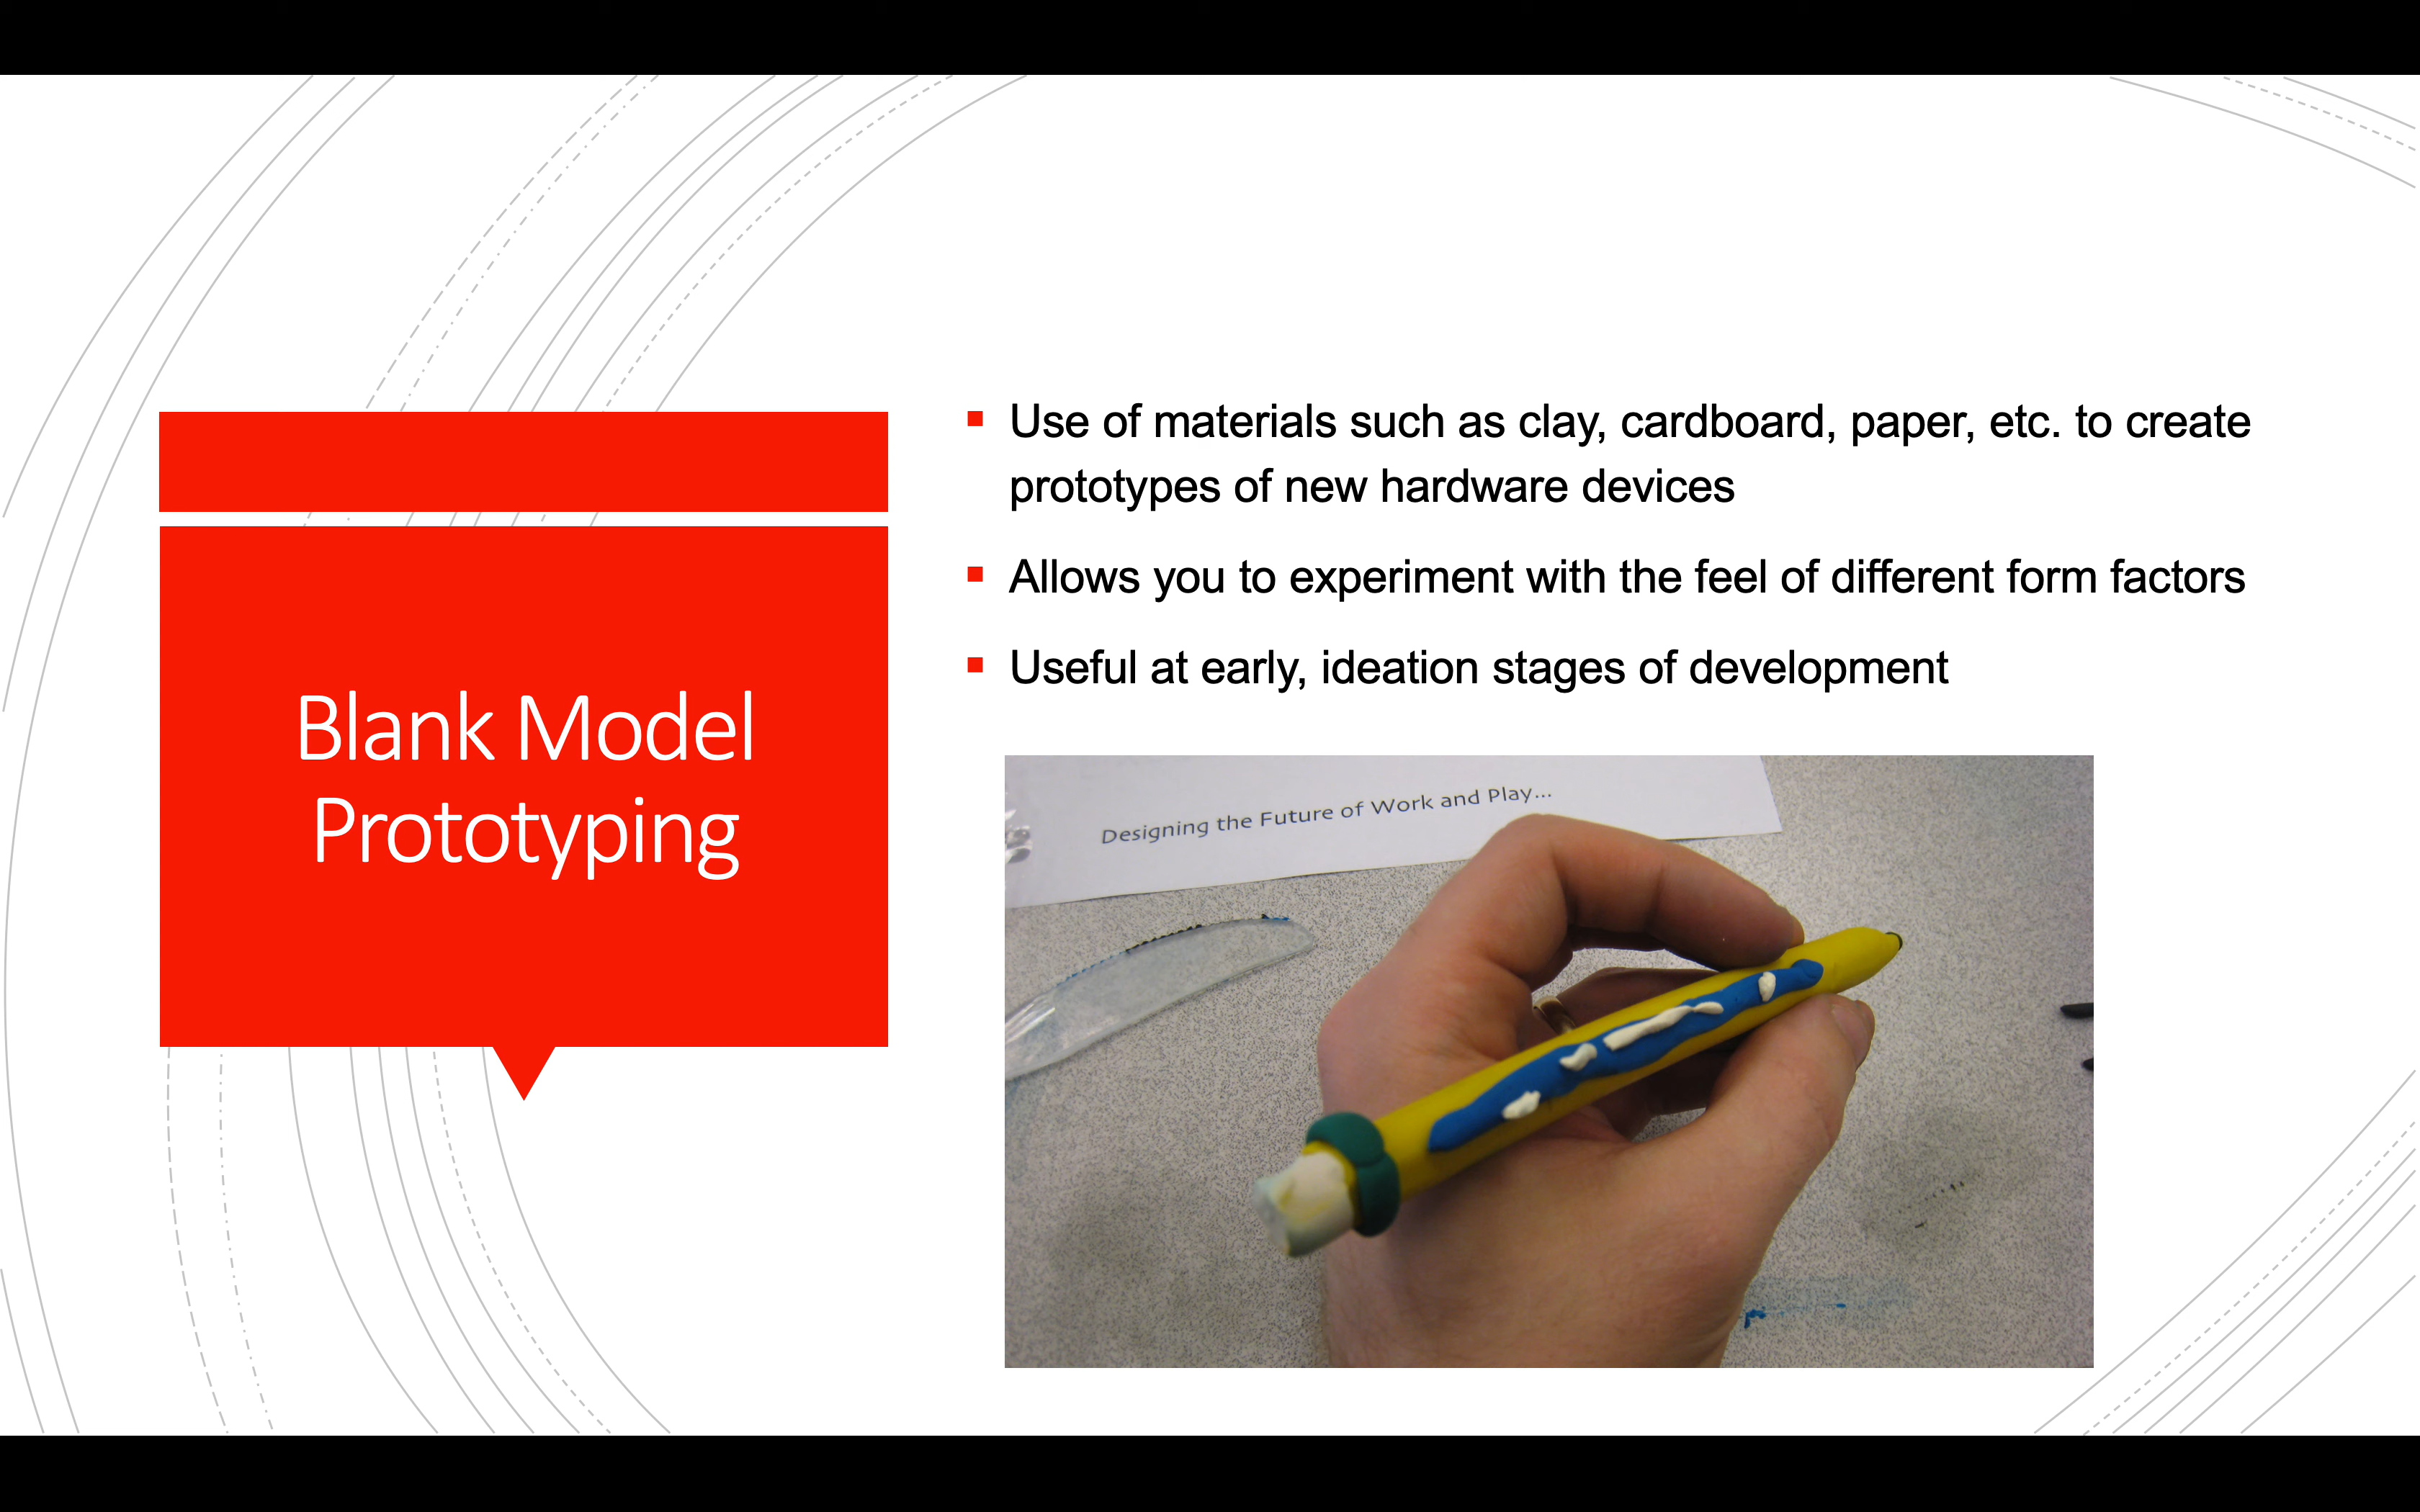 Blank Model
Prototyping
Use of materials such as clay, cardboard, paper, etc. to create
prototypes of new hardware devices
Allows you to experiment with the feel of different form factors
Useful at early, ideation stages of development
Designing the Future of Work and Play...